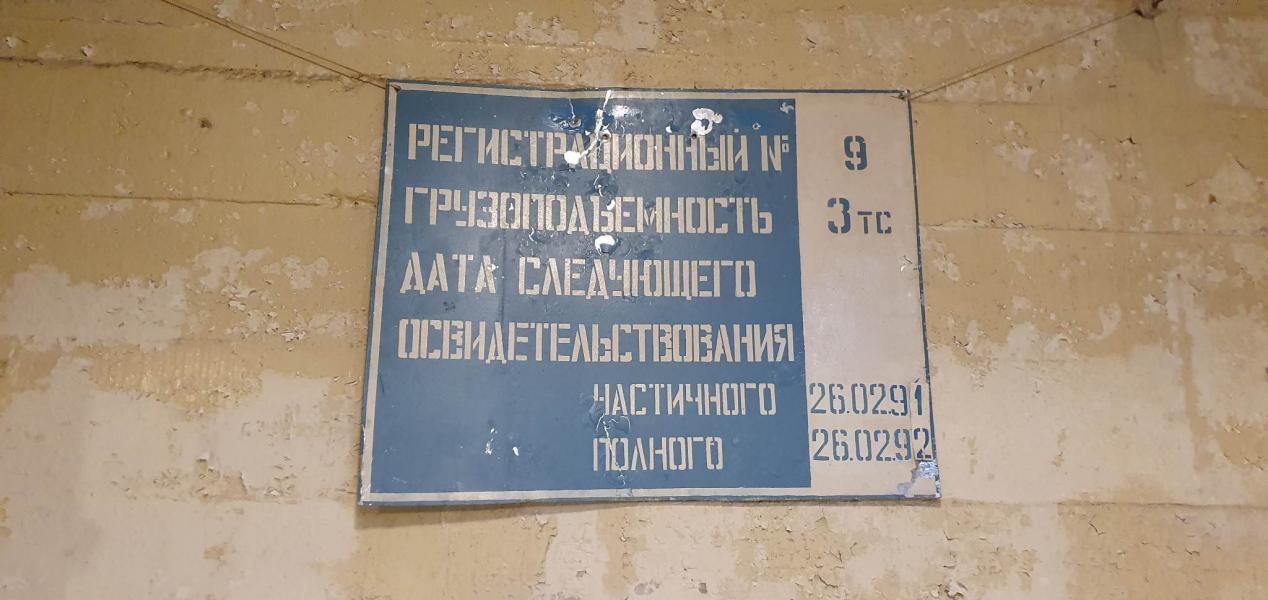 РЕГИСТРАЦИОННЫЙ № 9
ГРУЗОПОДЪЕМНОСТЬ 3 ТС
ДАТА СЛЕДУЮЩЕГО
ОСВИДЕТЕЛЬСТВОВАНИЯ
ЧАСТИЧНОГО 26.02.91
ПОЛНОГО 26.02.92